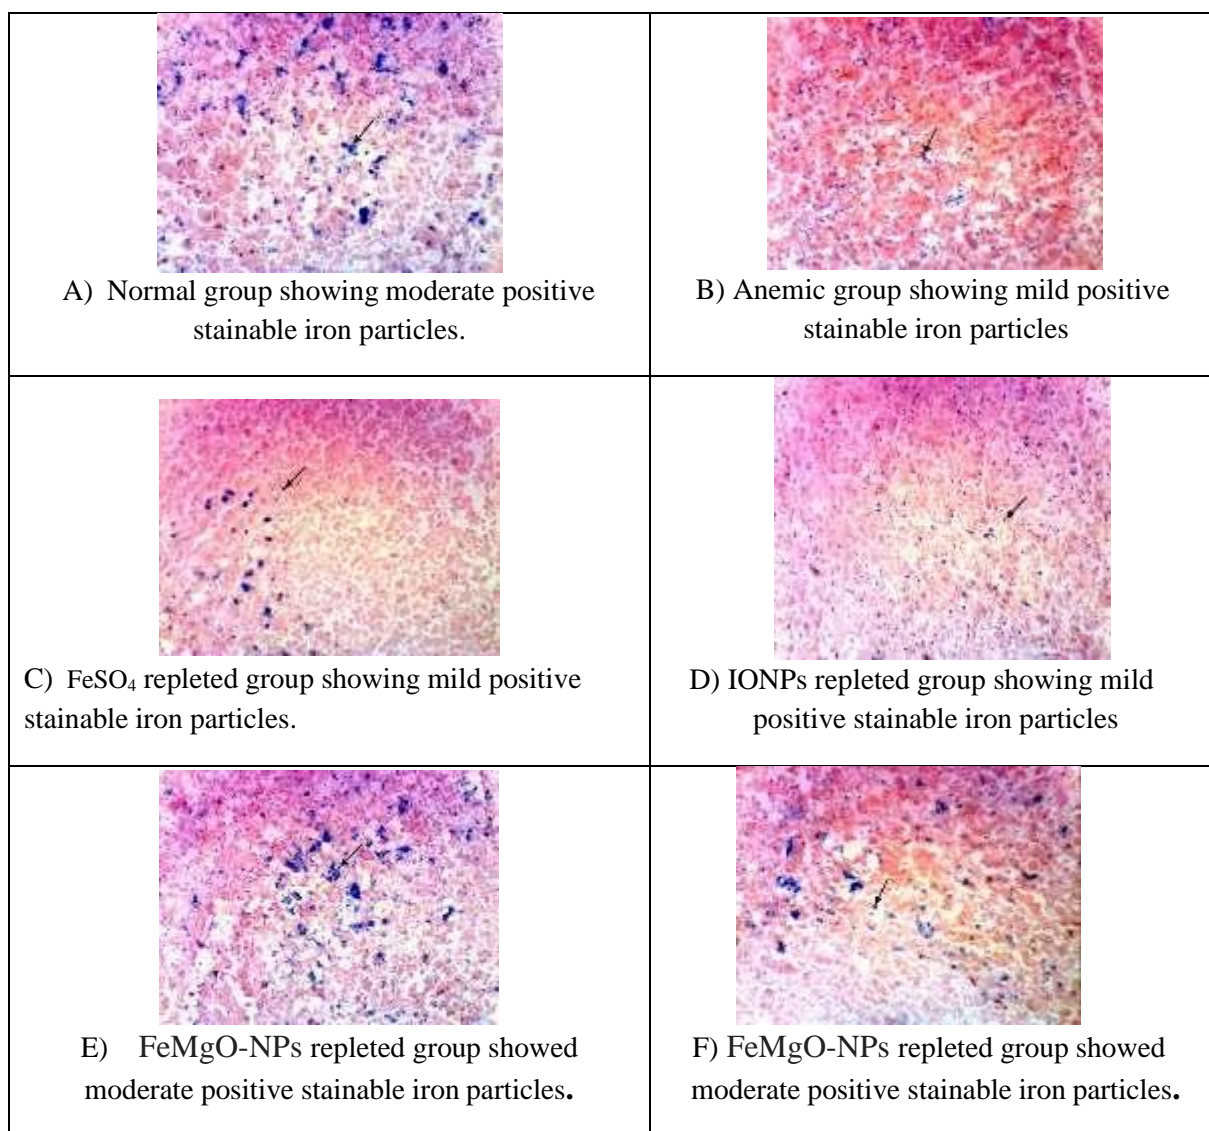 A) Normal group showing moderate positive
stainable iron particles.
B) Anemic group showing mild positive
stainable iron particles
C) FeSO₄ repleted group showing mild positive
stainable iron particles.
D) IONPs repleted group showing mild
positive stainable iron particles
E) FeMgO-NPs repleted group showed
moderate positive stainable iron particles.
F) FeMgO-NPs repleted group showed
moderate positive stainable iron particles.